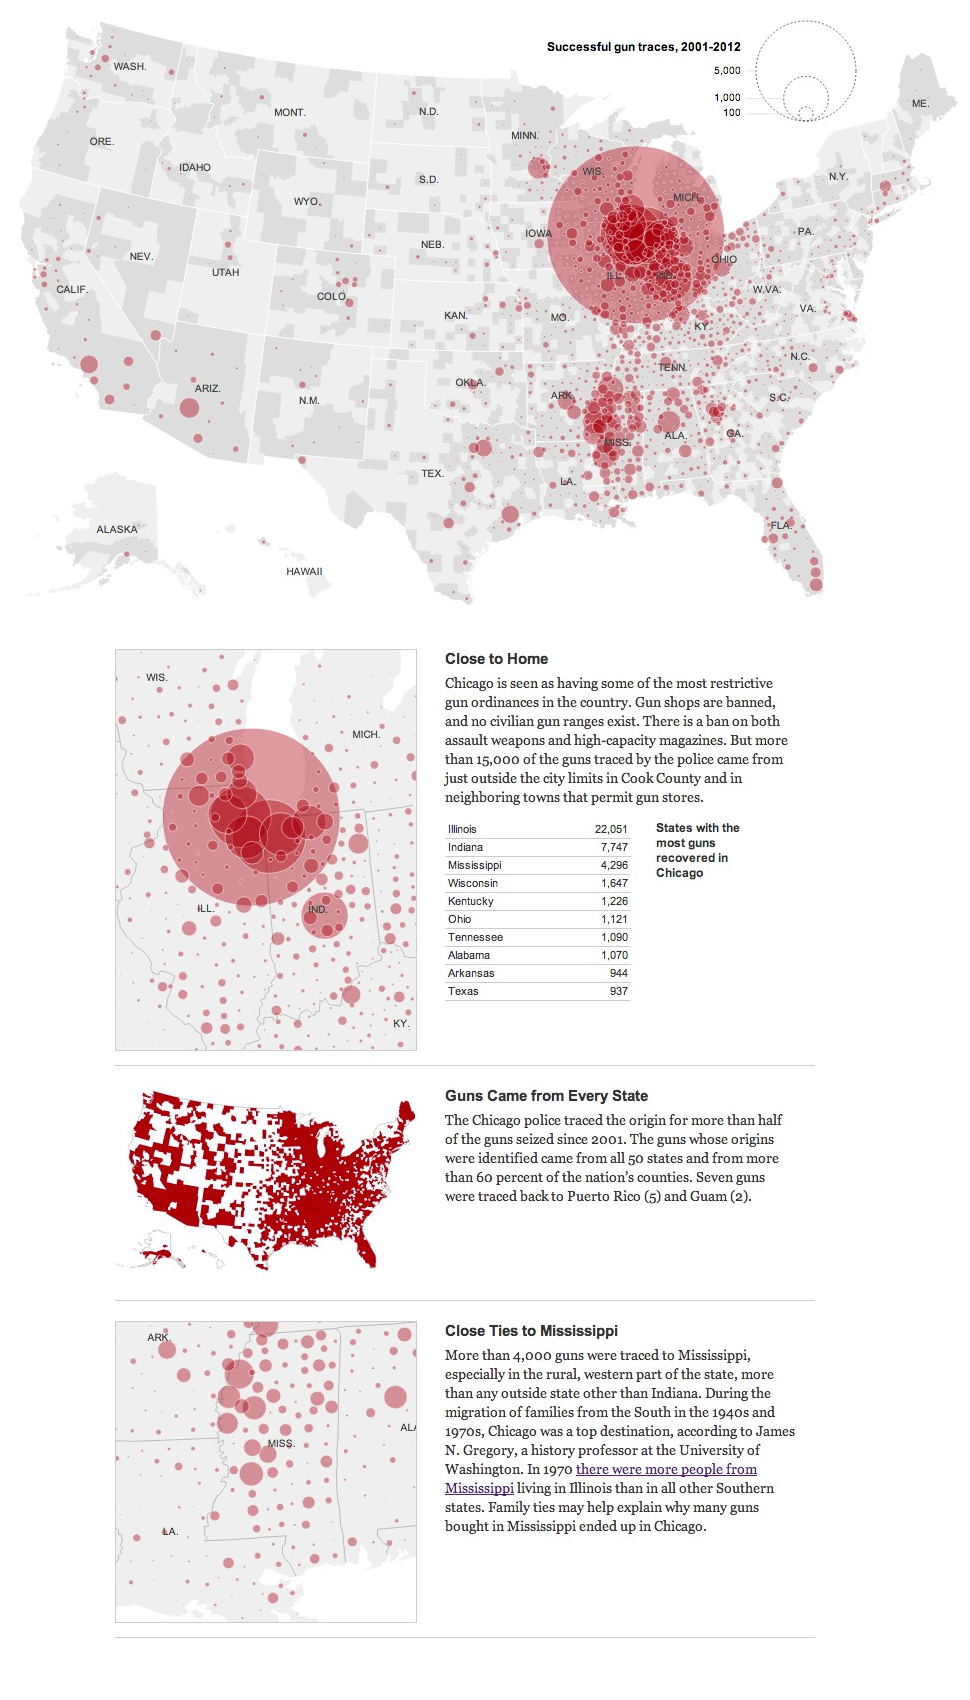 Successful gun traces, 2001-2012
5,000
1,000
100
WASH.
MONT.
N.D.
MINN.
ME.
ORE.
IDAHO
S.D.
WIS.
N.Y.
WYO.
MICH.
NEB.
IOWA
PA.
NEV.
UTAH
OHIO
ILL.
IND.
CALIF.
COLO.
W.VA.
KAN.
MO.
VA.
KY.
N.C.
TENN.
ARIZ.
N.M.
OKLA.
ARK.
S.C.
MISS.
ALA.
GA.
TEX.
LA.
FLA.
ALASKA
HAWAII
WIS.
MICH.
ILL.
IND.
KY.
Close to Home
Chicago is seen as having some of the most restrictive
gun ordinances in the country. Gun shops are banned,
and no civilian gun ranges exist. There is a ban on both
assault weapons and high-capacity magazines. But more
than 15,000 of the guns traced by the police came from
just outside the city limits in Cook County and in
neighboring towns that permit gun stores.
Illinois 22,051
Indiana 7,747
Mississippi 4,296
Wisconsin 1,647
Kentucky 1,226
Ohio 1,121
Tennessee 1,090
Alabama 1,070
Arkansas 944
Texas 937
States with the
most guns
recovered in
Chicago
Guns Came from Every State
The Chicago police traced the origin for more than half
of the guns seized since 2001. The guns whose origins
were identified came from all 50 states and from more
than 60 percent of the nation's counties. Seven guns
were traced back to Puerto Rico (5) and Guam (2).
ARK.
ALA
MISS.
LA.
Close Ties to Mississippi
More than 4,000 guns were traced to Mississippi,
especially in the rural, western part of the state, more
than any outside state other than Indiana. During the
migration of families from the South in the 1940s and
1970s, Chicago was a top destination, according to James
N. Gregory, a history professor at the University of
Washington. In 1970 there were more people from
Mississippi living in Illinois than in all other Southern
states. Family ties may help explain why many guns
bought in Mississippi ended up in Chicago.